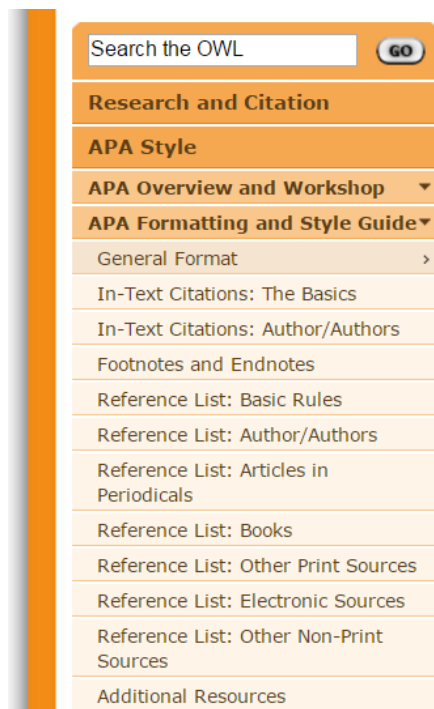 Search the OWL
GO
Research and Citation
APA Style
APA Overview and Workshop
APA Formatting and Style Guide
General Format
In-Text Citations: The Basics
In-Text Citations: Author/Authors
Footnotes and Endnotes
Reference List: Basic Rules
Reference List: Author/Authors
Reference List: Articles in
Periodicals
Reference List: Books
Reference List: Other Print Sources
Reference List: Electronic Sources
Reference List: Other Non-Print
Sources
Additional Resources